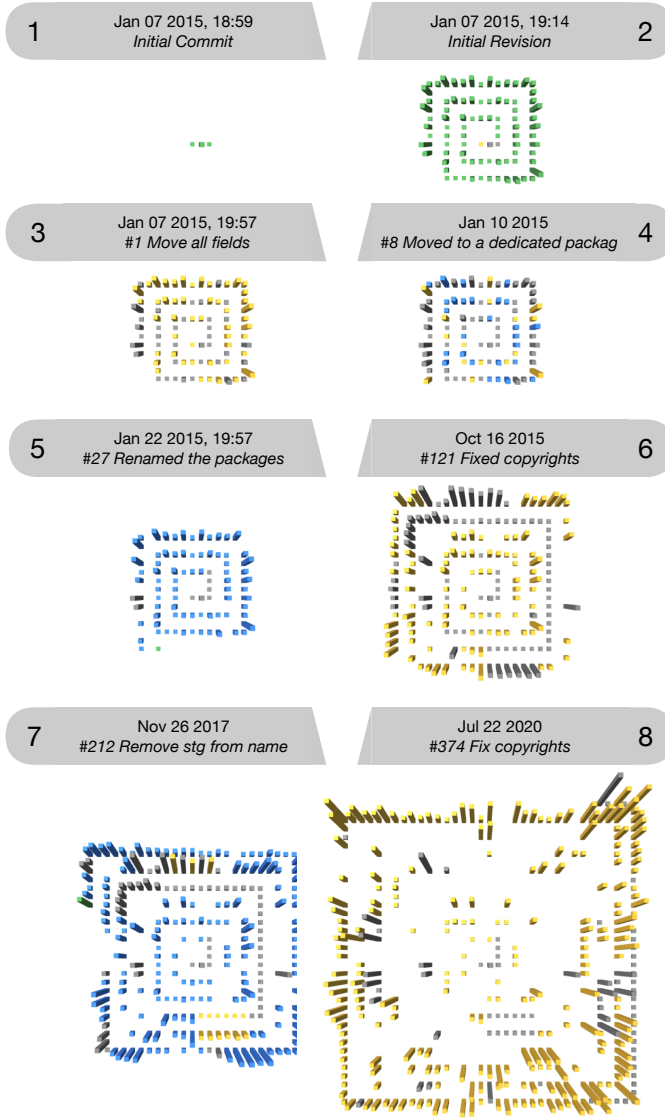 1
Jan 07 2015, 18:59
Initial Commit
Jan 07 2015, 19:14
Initial Revision
2
3
Jan 07 2015, 19:57
#1 Move all fields
Jan 10 2015
#8 Moved to a dedicated packag
4
5
Jan 22 2015, 19:57
#27 Renamed the packages
Oct 16 2015
#121 Fixed copyrights
6
7
Nov 26 2017
#212 Remove stg from name
Jul 22 2020
#374 Fix copyrights
8